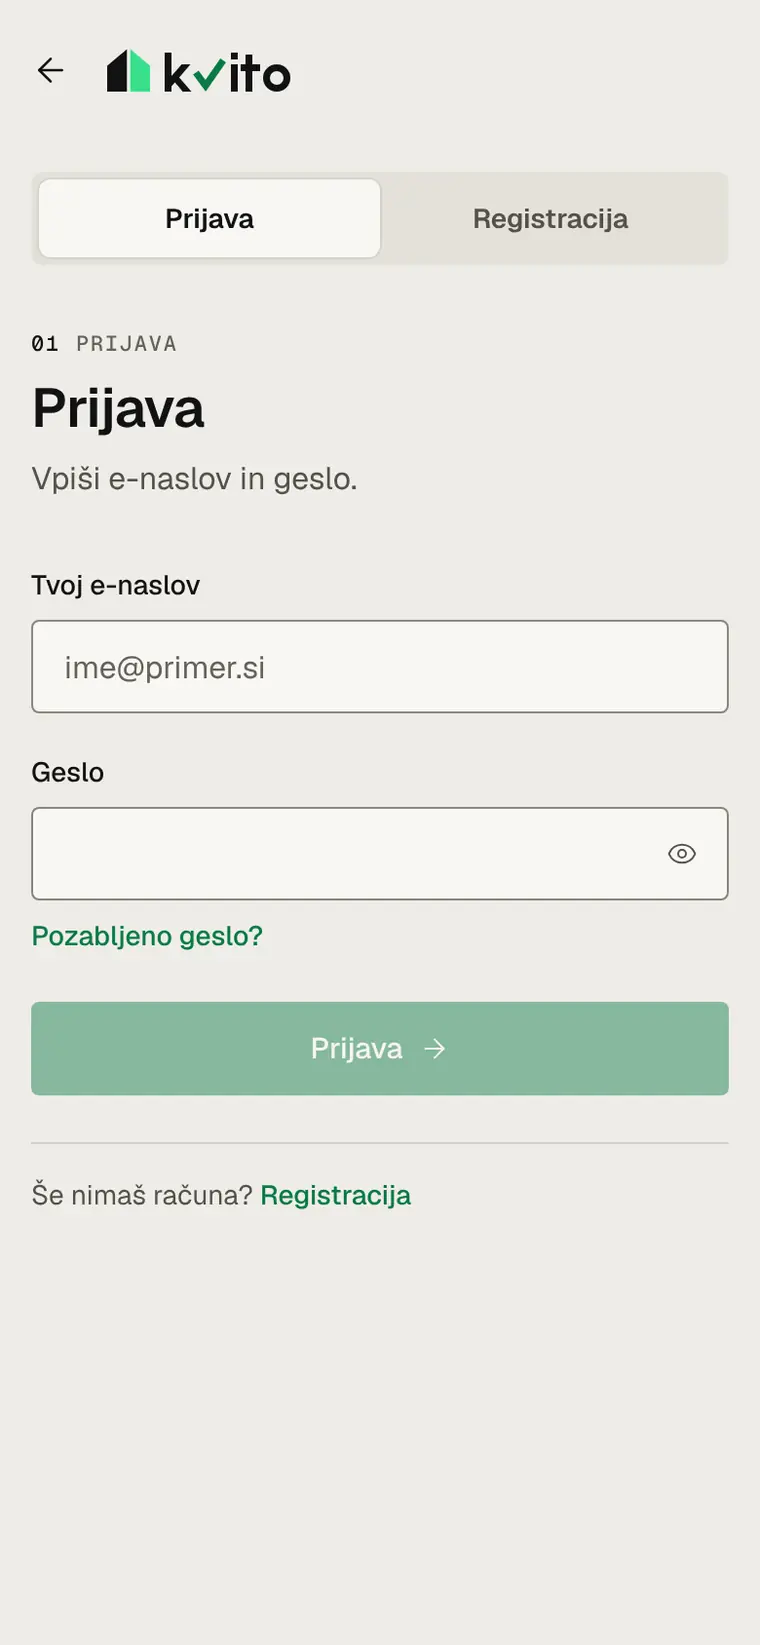 kvito
Prijava
Registracija
01 PRIJAVA
Prijava
Vpiši e-naslov in geslo.
Tvoj e-naslov
ime@primer.si
Geslo
Pozabljeno geslo?
Prijava →
Še nimaš računa? Registracija